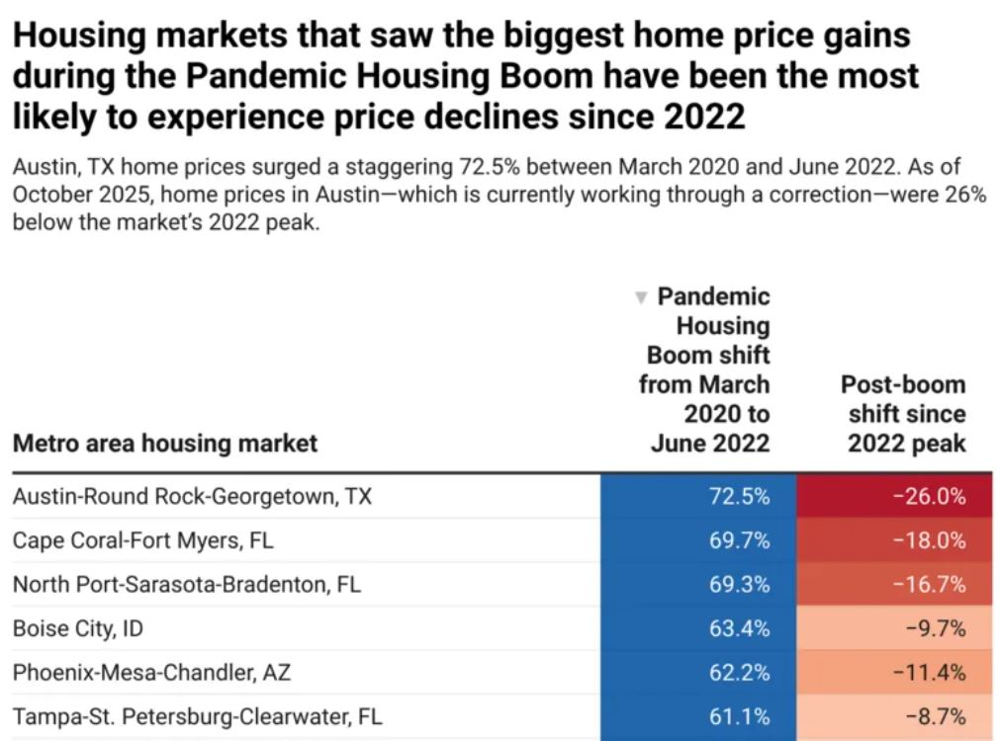 Housing markets that saw the biggest home price gains
during the Pandemic Housing Boom have been the most
likely to experience price declines since 2022
Austin, TX home prices surged a staggering 72.5% between March 2020 and June 2022. As of
October 2025, home prices in Austin—which is currently working through a correction—were 26%
below the market’s 2022 peak.
▼ Pandemic
Housing
Boom shift
from March
2020 to
June 2022
Post-boom
shift since
2022 peak
Metro area housing market
Austin-Round Rock-Georgetown, TX 72.5% −26.0%
Cape Coral-Fort Myers, FL 69.7% −18.0%
North Port-Sarasota-Bradenton, FL 69.3% −16.7%
Boise City, ID 63.4% −9.7%
Phoenix-Mesa-Chandler, AZ 62.2% −11.4%
Tampa-St. Petersburg-Clearwater, FL 61.1% −8.7%